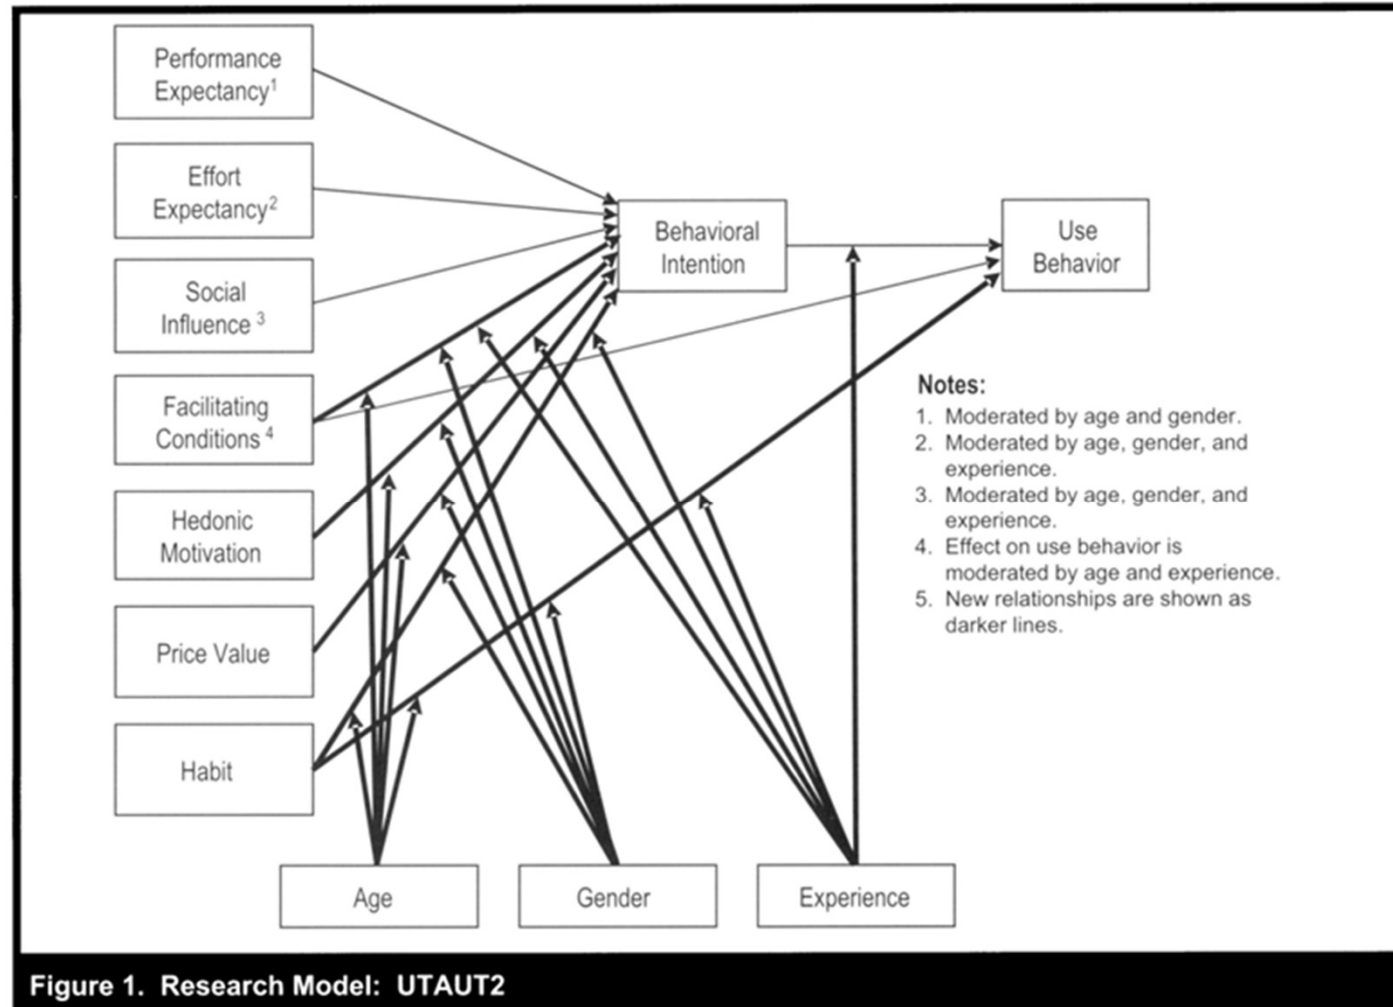 Performance
Expectancy1
Effort
Expectancy2
Social
Influence 3
Facilitating
Conditions 4
Hedonic
Motivation
Price Value
Habit
Behavioral
Intention
Use
Behavior
Notes:
1. Moderated by age and gender.
2. Moderated by age, gender, and
experience.
3. Moderated by age, gender, and
experience.
4. Effect on use behavior is
moderated by age and experience.
5. New relationships are shown as
darker lines.
Age
Gender
Experience
Figure 1. Research Model: UTAUT2